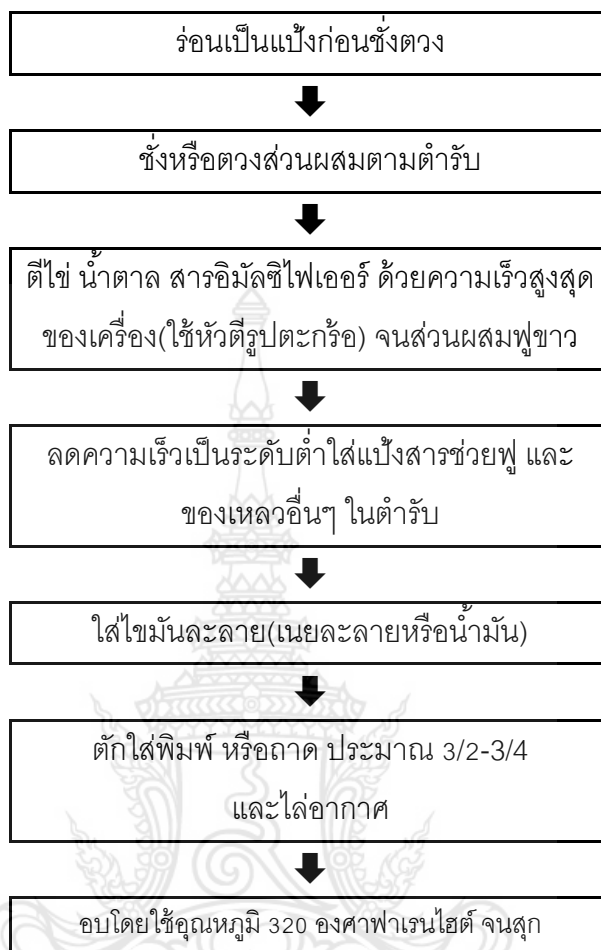 ร่อนเป็นแป้งก่อนชั่งตวง
ชั่งหรือตวงส่วนผสมตามตำรับ
ตีไข่ น้ำตาล สารอิมัลซิไฟเออร์ ด้วยความเร็วสูงสุด
ของเครื่อง(ใช้หัวตีรูปตะกร้อ) จนส่วนผสมฟูขาว
ลดความเร็วเป็นระดับต่ำใส่แป้งสารช่วยฟู และ
ของเหลวอื่นๆ ในตำรับ
ใส่ไขมันละลาย(เนยละลายหรือน้ำมัน)
ตักใส่พิมพ์ หรือถาด ประมาณ 3/2-3/4
และไล่อากาศ
อบโดยใช้อุณหภูมิ 320 องศาฟาเรนไฮต์ จนสุก